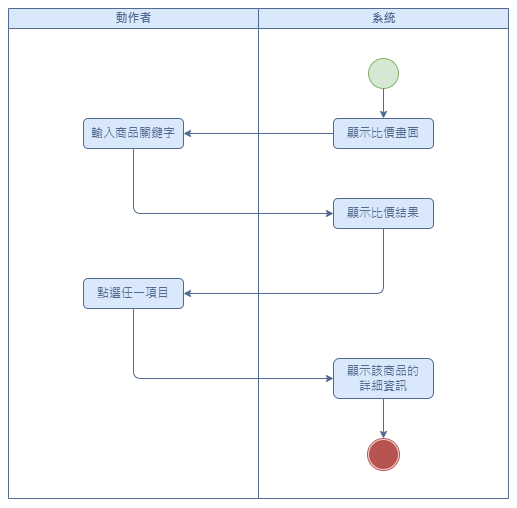 動作者
系統
顯示比價畫面
輸入商品關鍵字
顯示比價結果
點選任一項目
顯示該商品的
詳細資訊